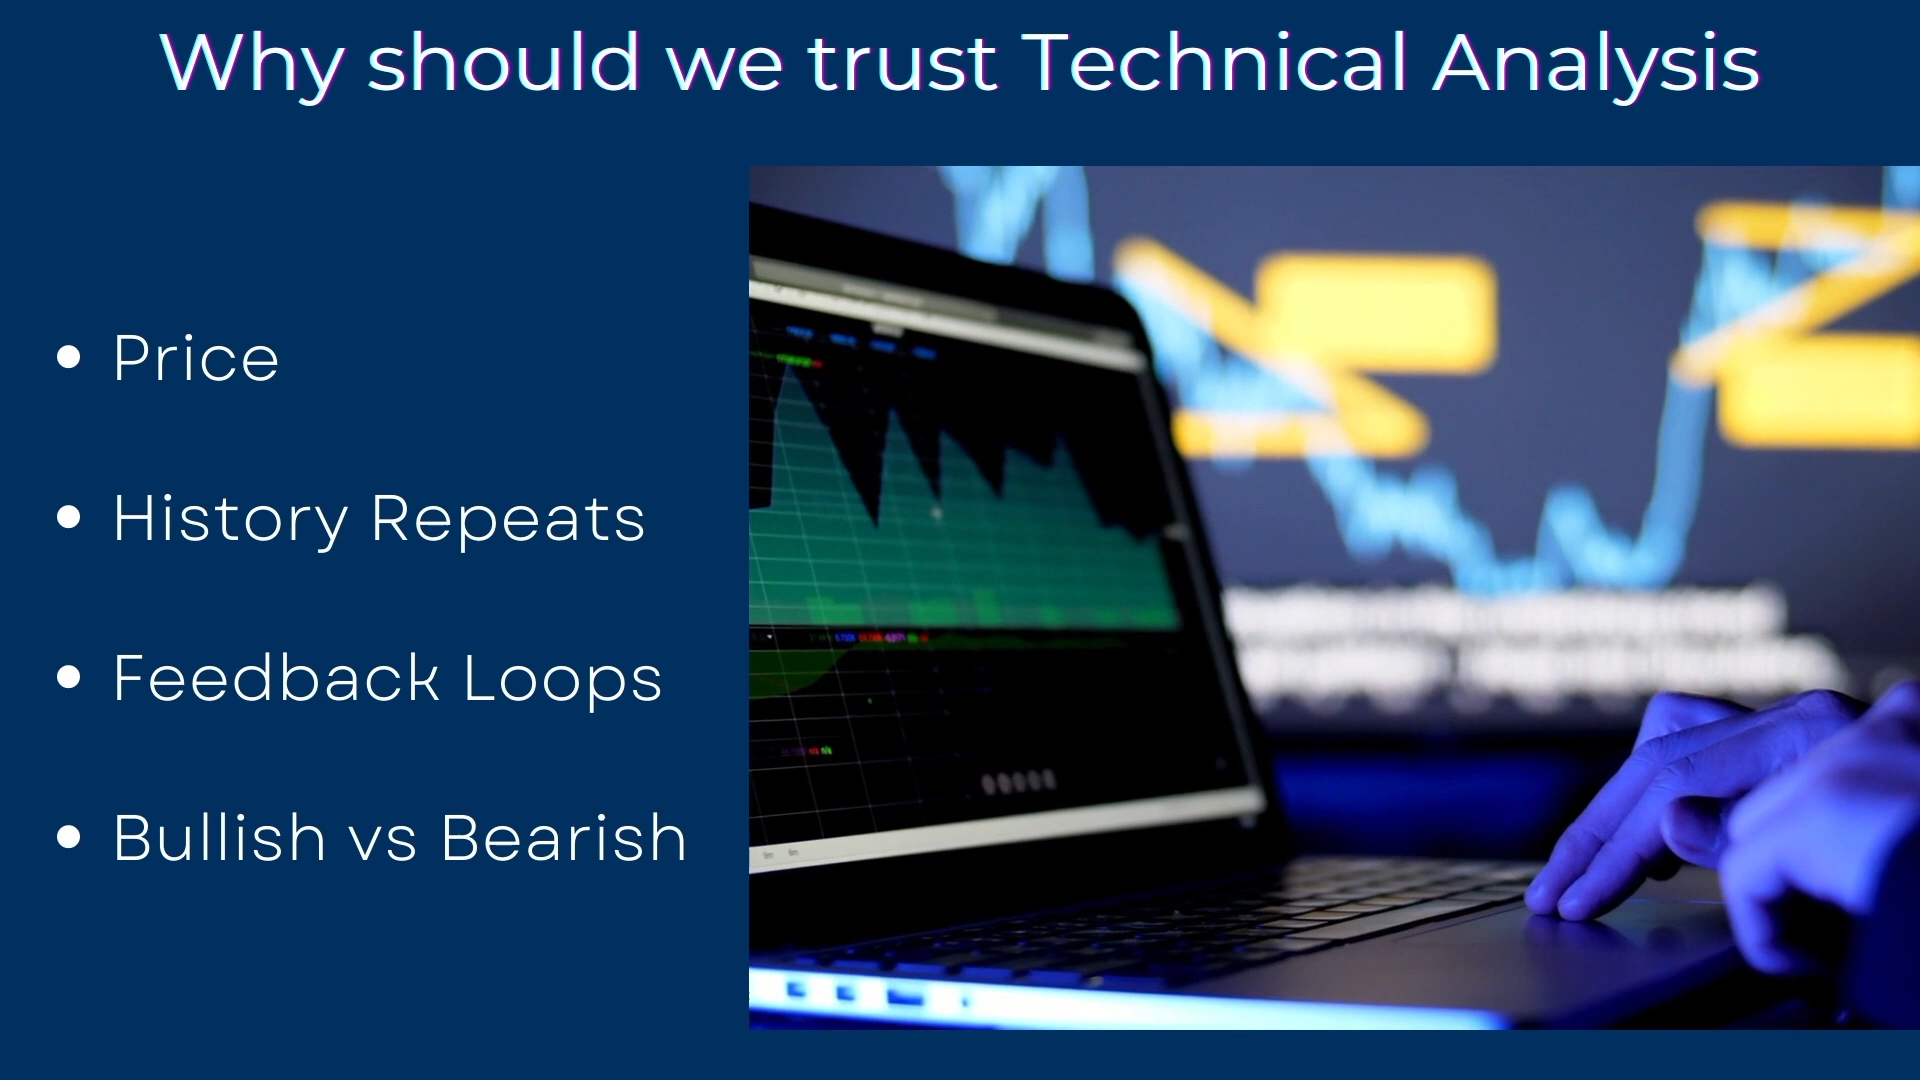 Why should we trust Technical Analysis
Price
History Repeats
Feedback Loops
Bullish vs Bearish